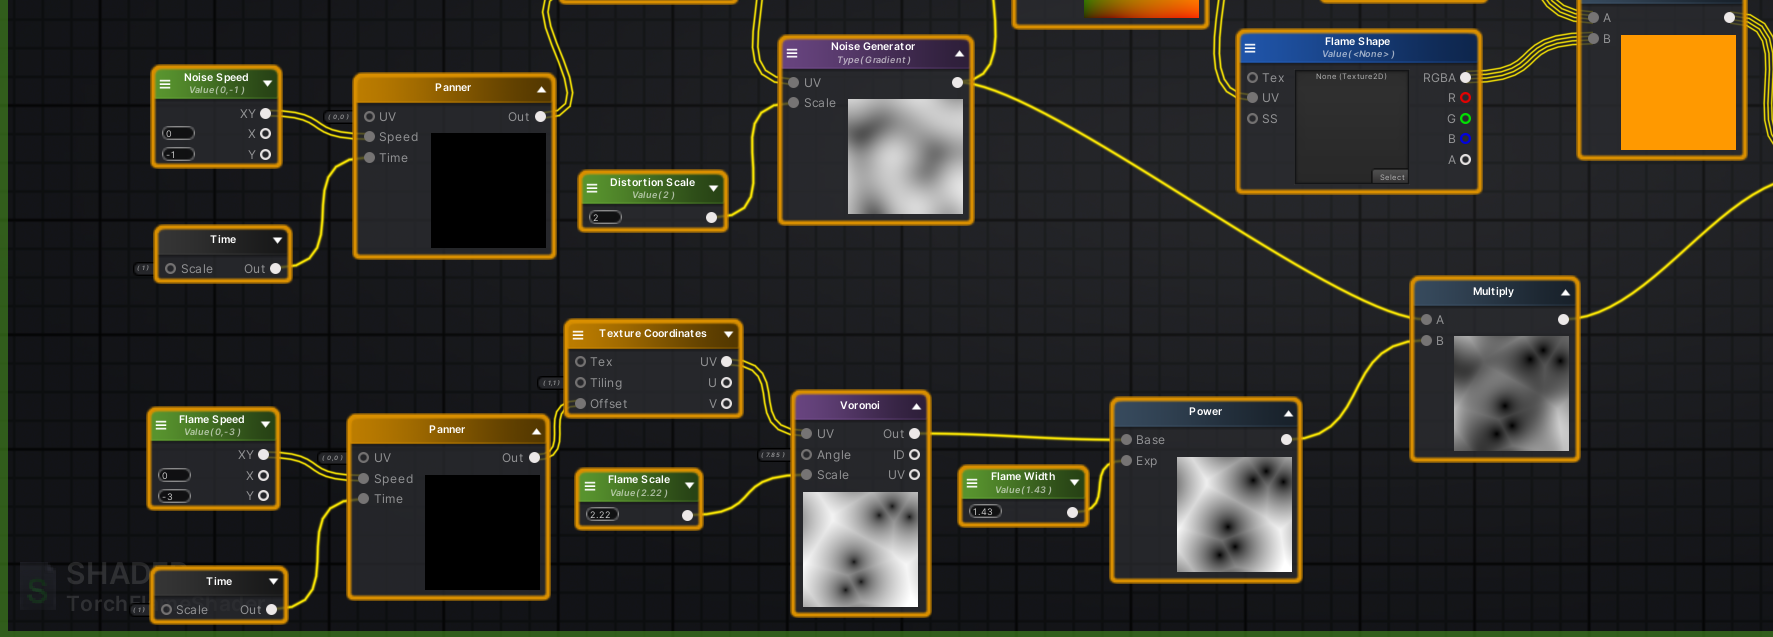 A
B
Noise Generator
Type( Gradient )
UV
Scale
Flame Shape
Value( <None> )
Tex
UV
SS
None (Texture2D)
Select
RGBA
R
G
B
A
Noise Speed
Value( 0,-1 )
XY
0
X
-1
Y
Panner
(0,0)
UV
Out
Speed
Time
Distortion Scale
Value( 2 )
2
Time
(1)
Scale
Out
Multiply
A
B
Texture Coordinates
Tex
UV
(1,1)
Tiling
U
Offset
V
Flame Speed
Value( 0,-3 )
XY
0
X
-3
Y
Panner
(0,0)
UV
Out
Speed
Time
Voronoi
UV
Out
(7.85)
Angle
ID
Scale
UV
Flame Scale
Value( 2.22 )
2.22
Flame Width
Value( 1.43 )
1.43
Power
Base
Exp
Time
(1)
Scale
Out
S